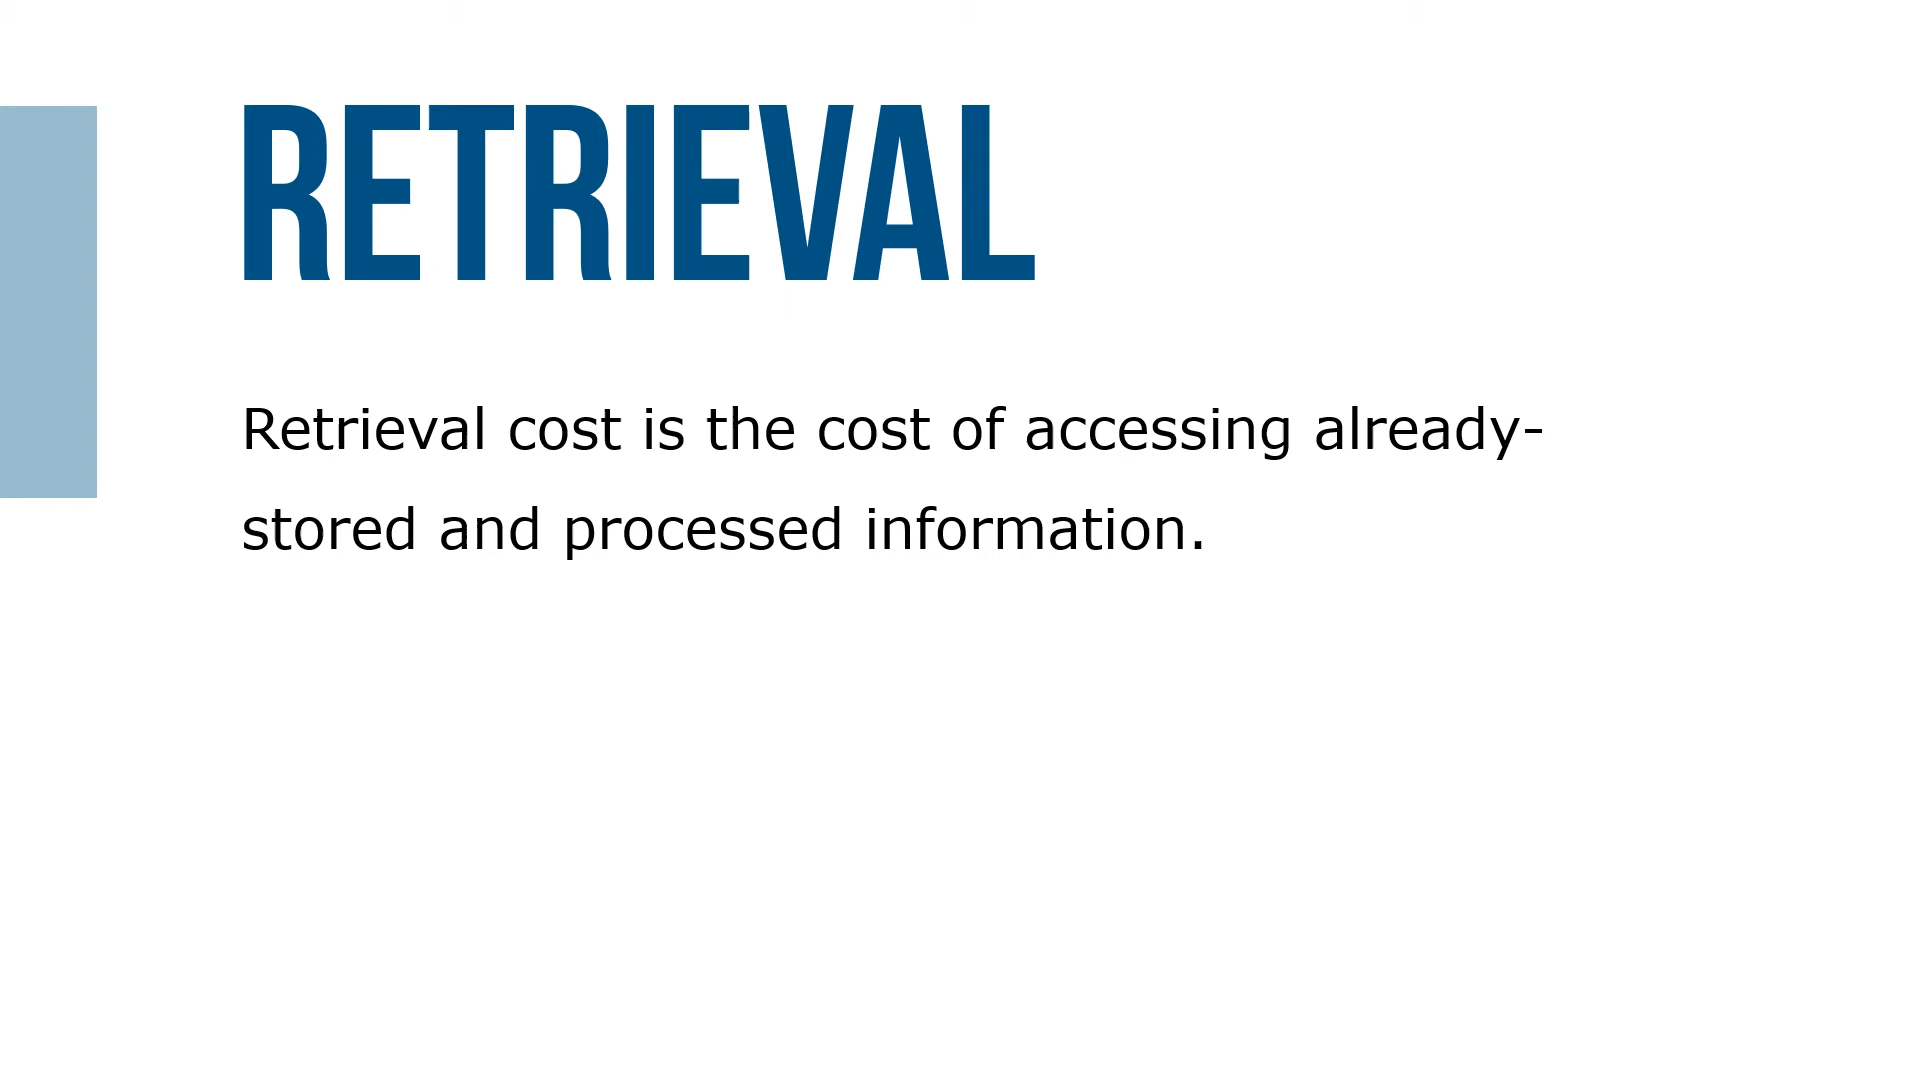 RETRIEVAL
Retrieval cost is the cost of accessing already-
stored and processed information.